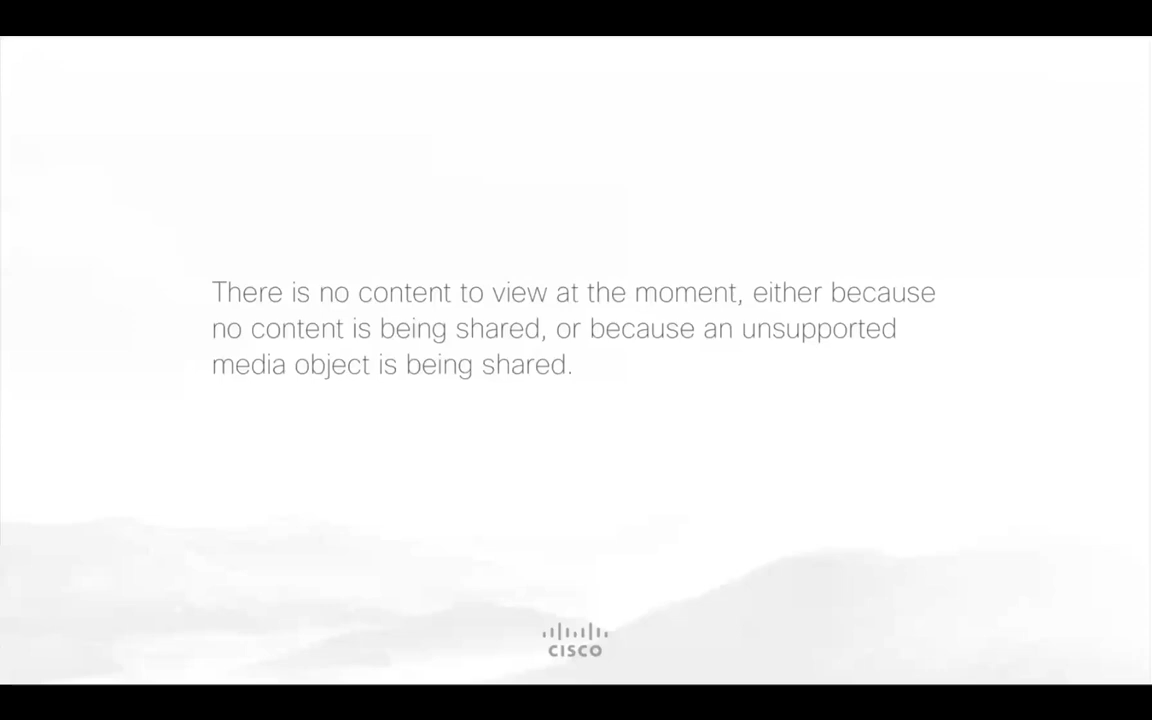 There is no content to view at the moment, either because
no content is being shared, or because an unsupported
media object is being shared.
CISCO